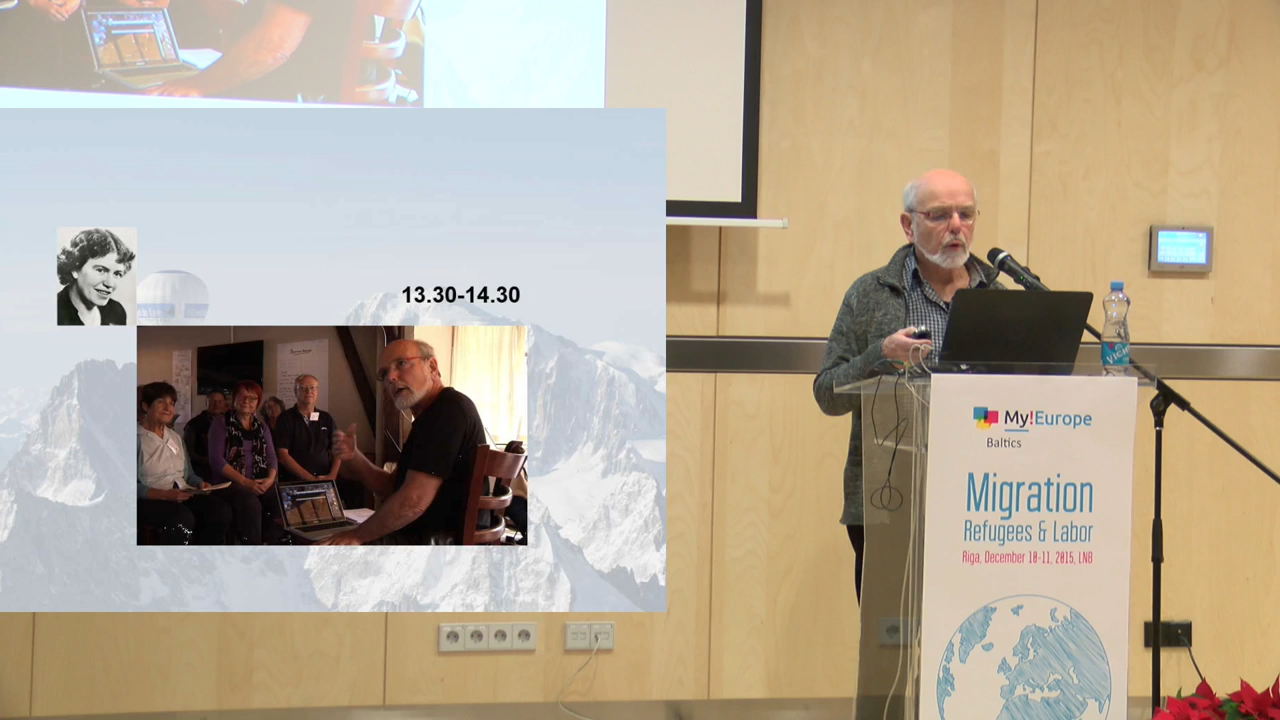 13.30-14.30
My!Europe
Baltics
Migration
Refugees & Labor
Riga, December 10-11, 2015, LNB